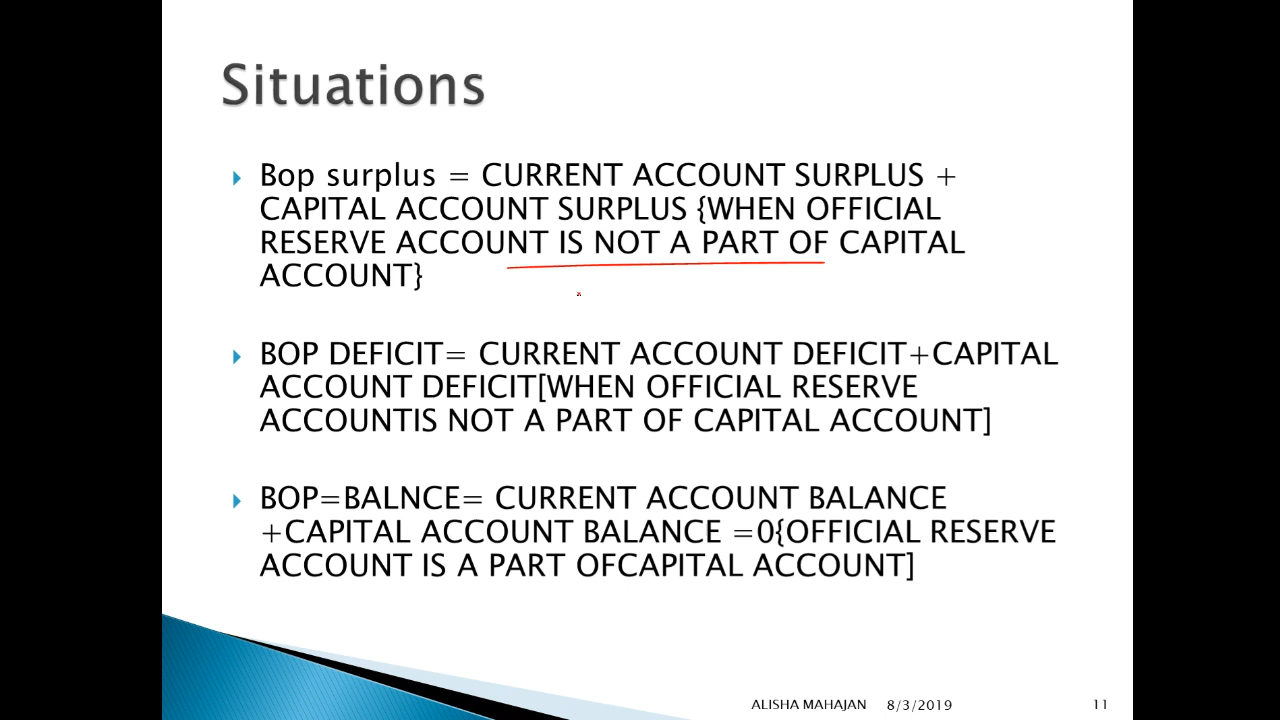 Situations
Bop surplus = CURRENT ACCOUNT SURPLUS +
CAPITAL ACCOUNT SURPLUS {WHEN OFFICIAL
RESERVE ACCOUNT IS NOT A PART OF CAPITAL
ACCOUNT}
BOP DEFICIT= CURRENT ACCOUNT DEFICIT+CAPITAL
ACCOUNT DEFICIT[WHEN OFFICIAL RESERVE
ACCOUNTIS NOT A PART OF CAPITAL ACCOUNT]
BOP=BALNCE= CURRENT ACCOUNT BALANCE
+CAPITAL ACCOUNT BALANCE =0{OFFICIAL RESERVE
ACCOUNT IS A PART OFCAPITAL ACCOUNT]
ALISHA MAHAJAN 8/3/2019 11